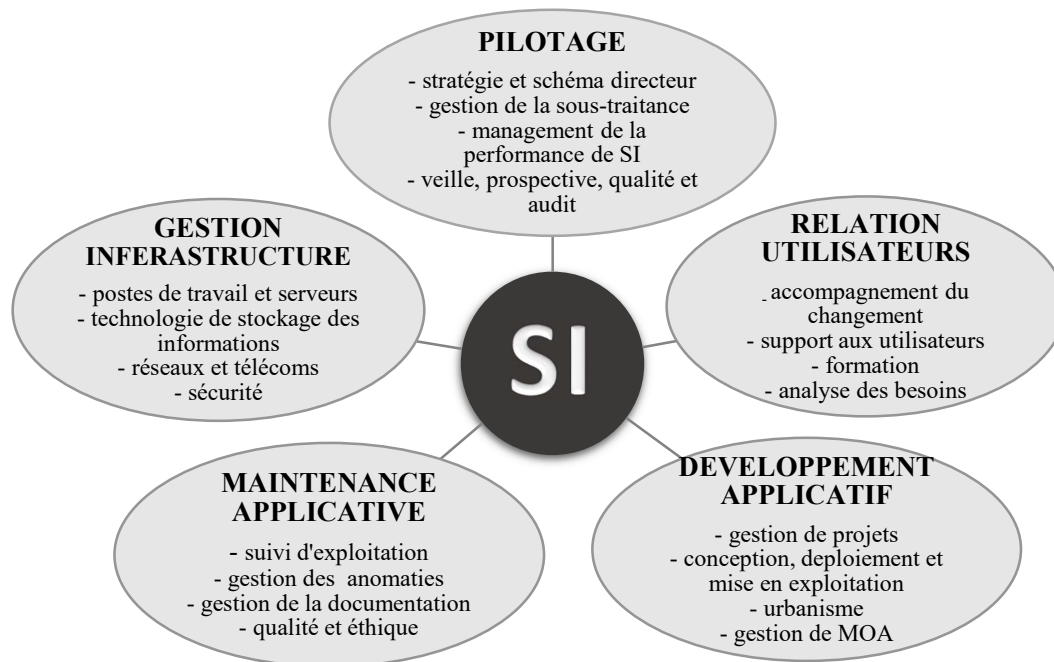 PILOTAGE
- stratégie et schéma directeur
- gestion de la sous-traitance
- management de la
performance de SI
- veille, prospective, qualité et
audit
GESTION
INFERASTRUCTURE
- postes de travail et serveurs
- technologie de stockage des
informations
- réseaux et télécoms
- sécurité
RELATION
UTILISATEURS
- accompagnement du
changement
- support aux utilisateurs
- formation
- analyse des besoins
SI
MAINTENANCE
APPLICATIVE
- suivi d'exploitation
- gestion des anomaties
- gestion de la documentation
- qualité et éthique
DEVELOPPEMENT
APPLICATIF
- gestion de projets
- conception, deploiement et
mise en exploitation
- urbanisme
- gestion de MOA